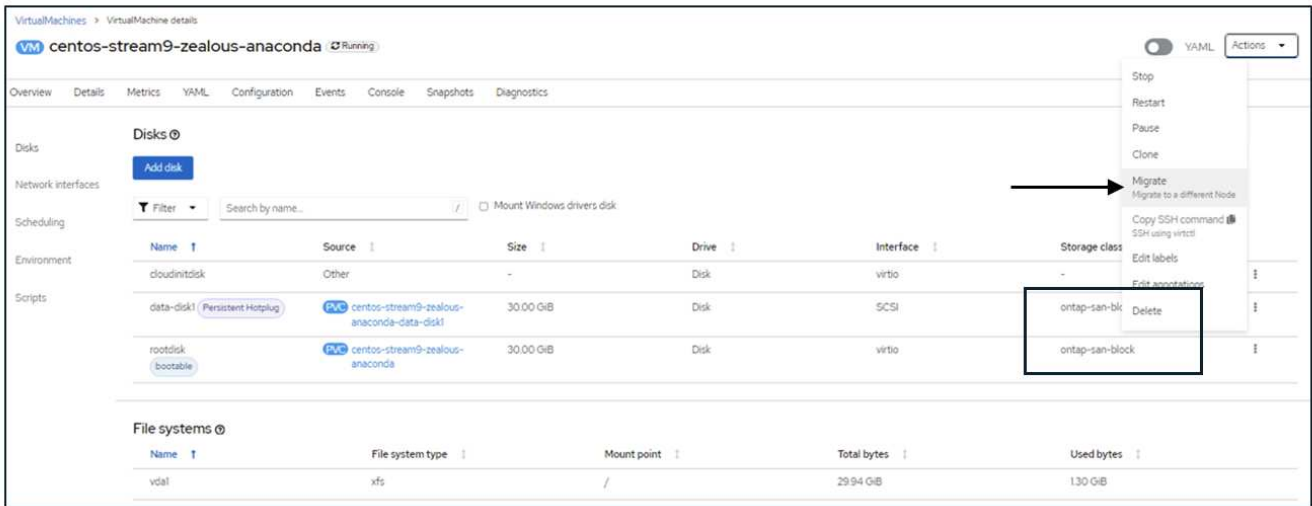 VirtualMachines > VirtualMachine details
VM centos-stream9-zealous-anaconda Running
YAML Actions
Overview Details Metrics YAML Configuration Events Console Snapshots Diagnostics
Stop
Restart
Pause
Clone
Migrate
Migrate to a different Node
Copy SSH command
SSH using virtctl
Edit labels
Edit annotations
Delete
Disks
Network interfaces
Scheduling
Environment
Scripts
Disks
Add disk
Filter Search by name... / Mount Windows drivers disk
Name Source Size Drive Interface Storage class
cloudinitdisk Other - Disk virtio -
data-disk1 Persistent Hotplug PVC centos-stream9-zealous- 30.00 GiB Disk SCSI ontap-san-blo
anaconda-data-disk1
rootdisk PVC centos-stream9-zealous- 30.00 GiB Disk virtio ontap-san-block
bootable anaconda
File systems
Name File system type Mount point Total bytes Used bytes
vda1 xfs / 29.94 GiB 1.30 GiB